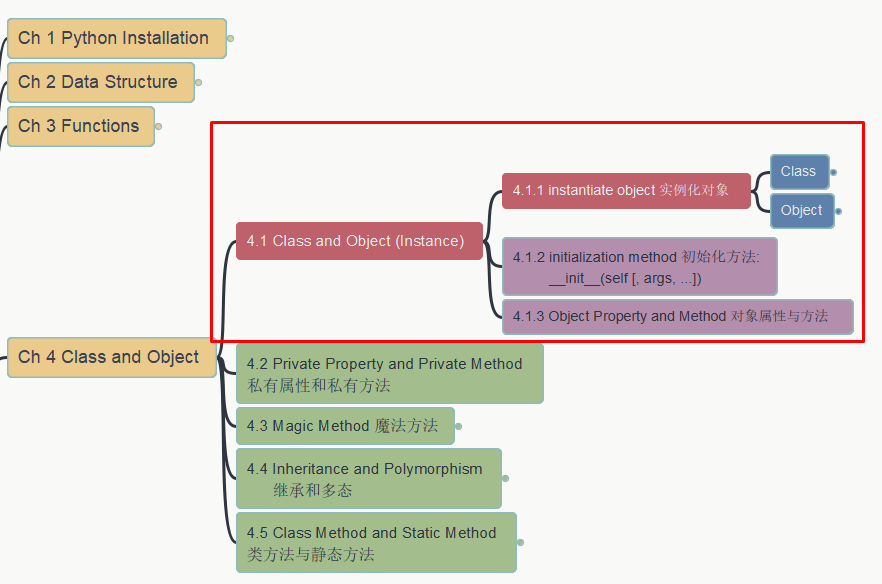 Ch 1 Python Installation
Ch 2 Data Structure
Ch 3 Functions
Ch 4 Class and Object
4.1 Class and Object (Instance)
4.1.1 instantiate object 实例化对象
Class
Object
4.1.2 initialization method 初始化方法:
__init__(self [, args, ...])
4.1.3 Object Property and Method 对象属性与方法
4.2 Private Property and Private Method
私有属性和私有方法
4.3 Magic Method 魔法方法
4.4 Inheritance and Polymorphism
继承和多态
4.5 Class Method and Static Method
类方法与静态方法